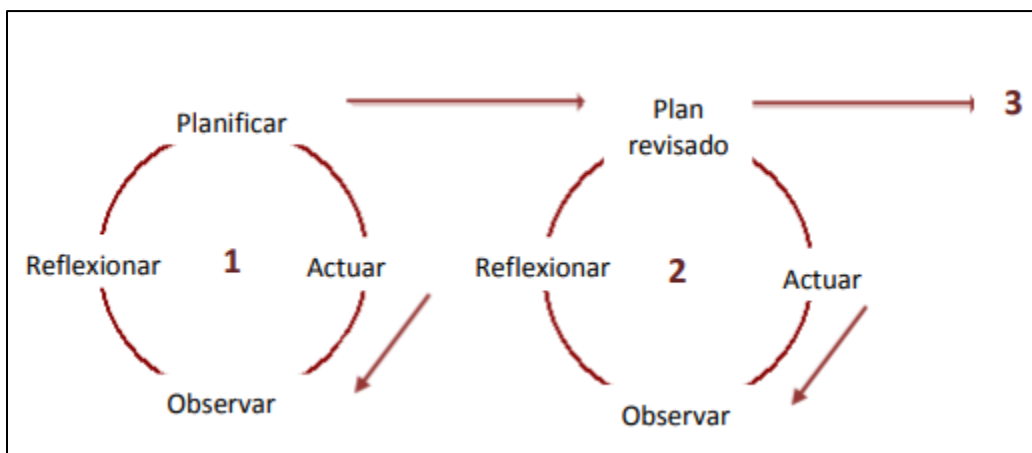 Planificar
Reflexionar
1
Actuar
Observar
Plan
revisado
Reflexionar
2
Actuar
Observar
3